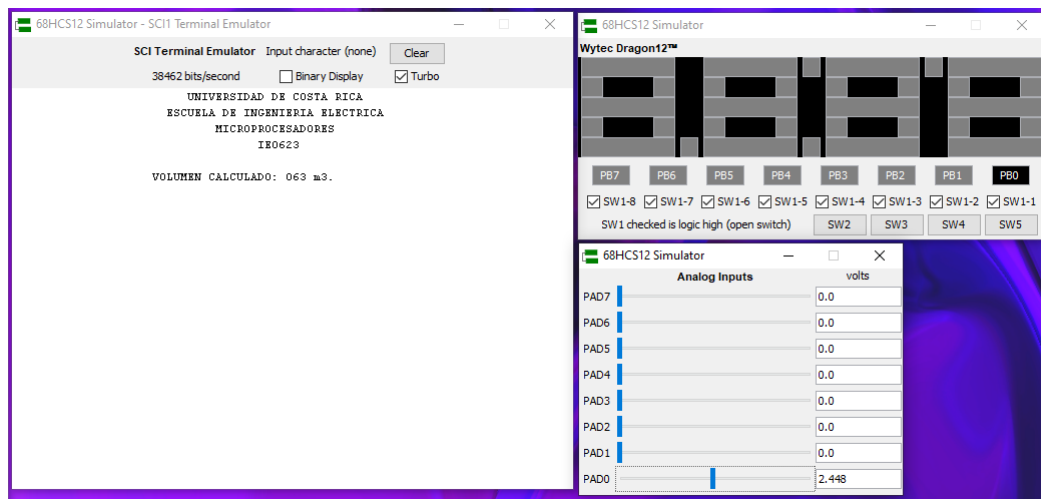 68HCS12 Simulator - SCI1 Terminal Emulator
SCI Terminal Emulator Input character (none) Clear
38462 bits/second Binary Display Turbo
UNIVERSIDAD DE COSTA RICA
ESCUELA DE INGENIERIA ELECTRICA
MICROPROCESADORES
IE0623
VOLUMEN CALCULADO: 063 m3.
68HCS12 Simulator
Wytec Dragon12™
PB7 PB6 PB5 PB4 PB3 PB2 PB1 PB0
SW1-8 SW1-7 SW1-6 SW1-5 SW1-4 SW1-3 SW1-2 SW1-1
SW1 checked is logic high (open switch) SW2 SW3 SW4 SW5
68HCS12 Simulator
Analog Inputs volts
PAD7 0.0
PAD6 0.0
PAD5 0.0
PAD4 0.0
PAD3 0.0
PAD2 0.0
PAD1 0.0
PAD0 2.448